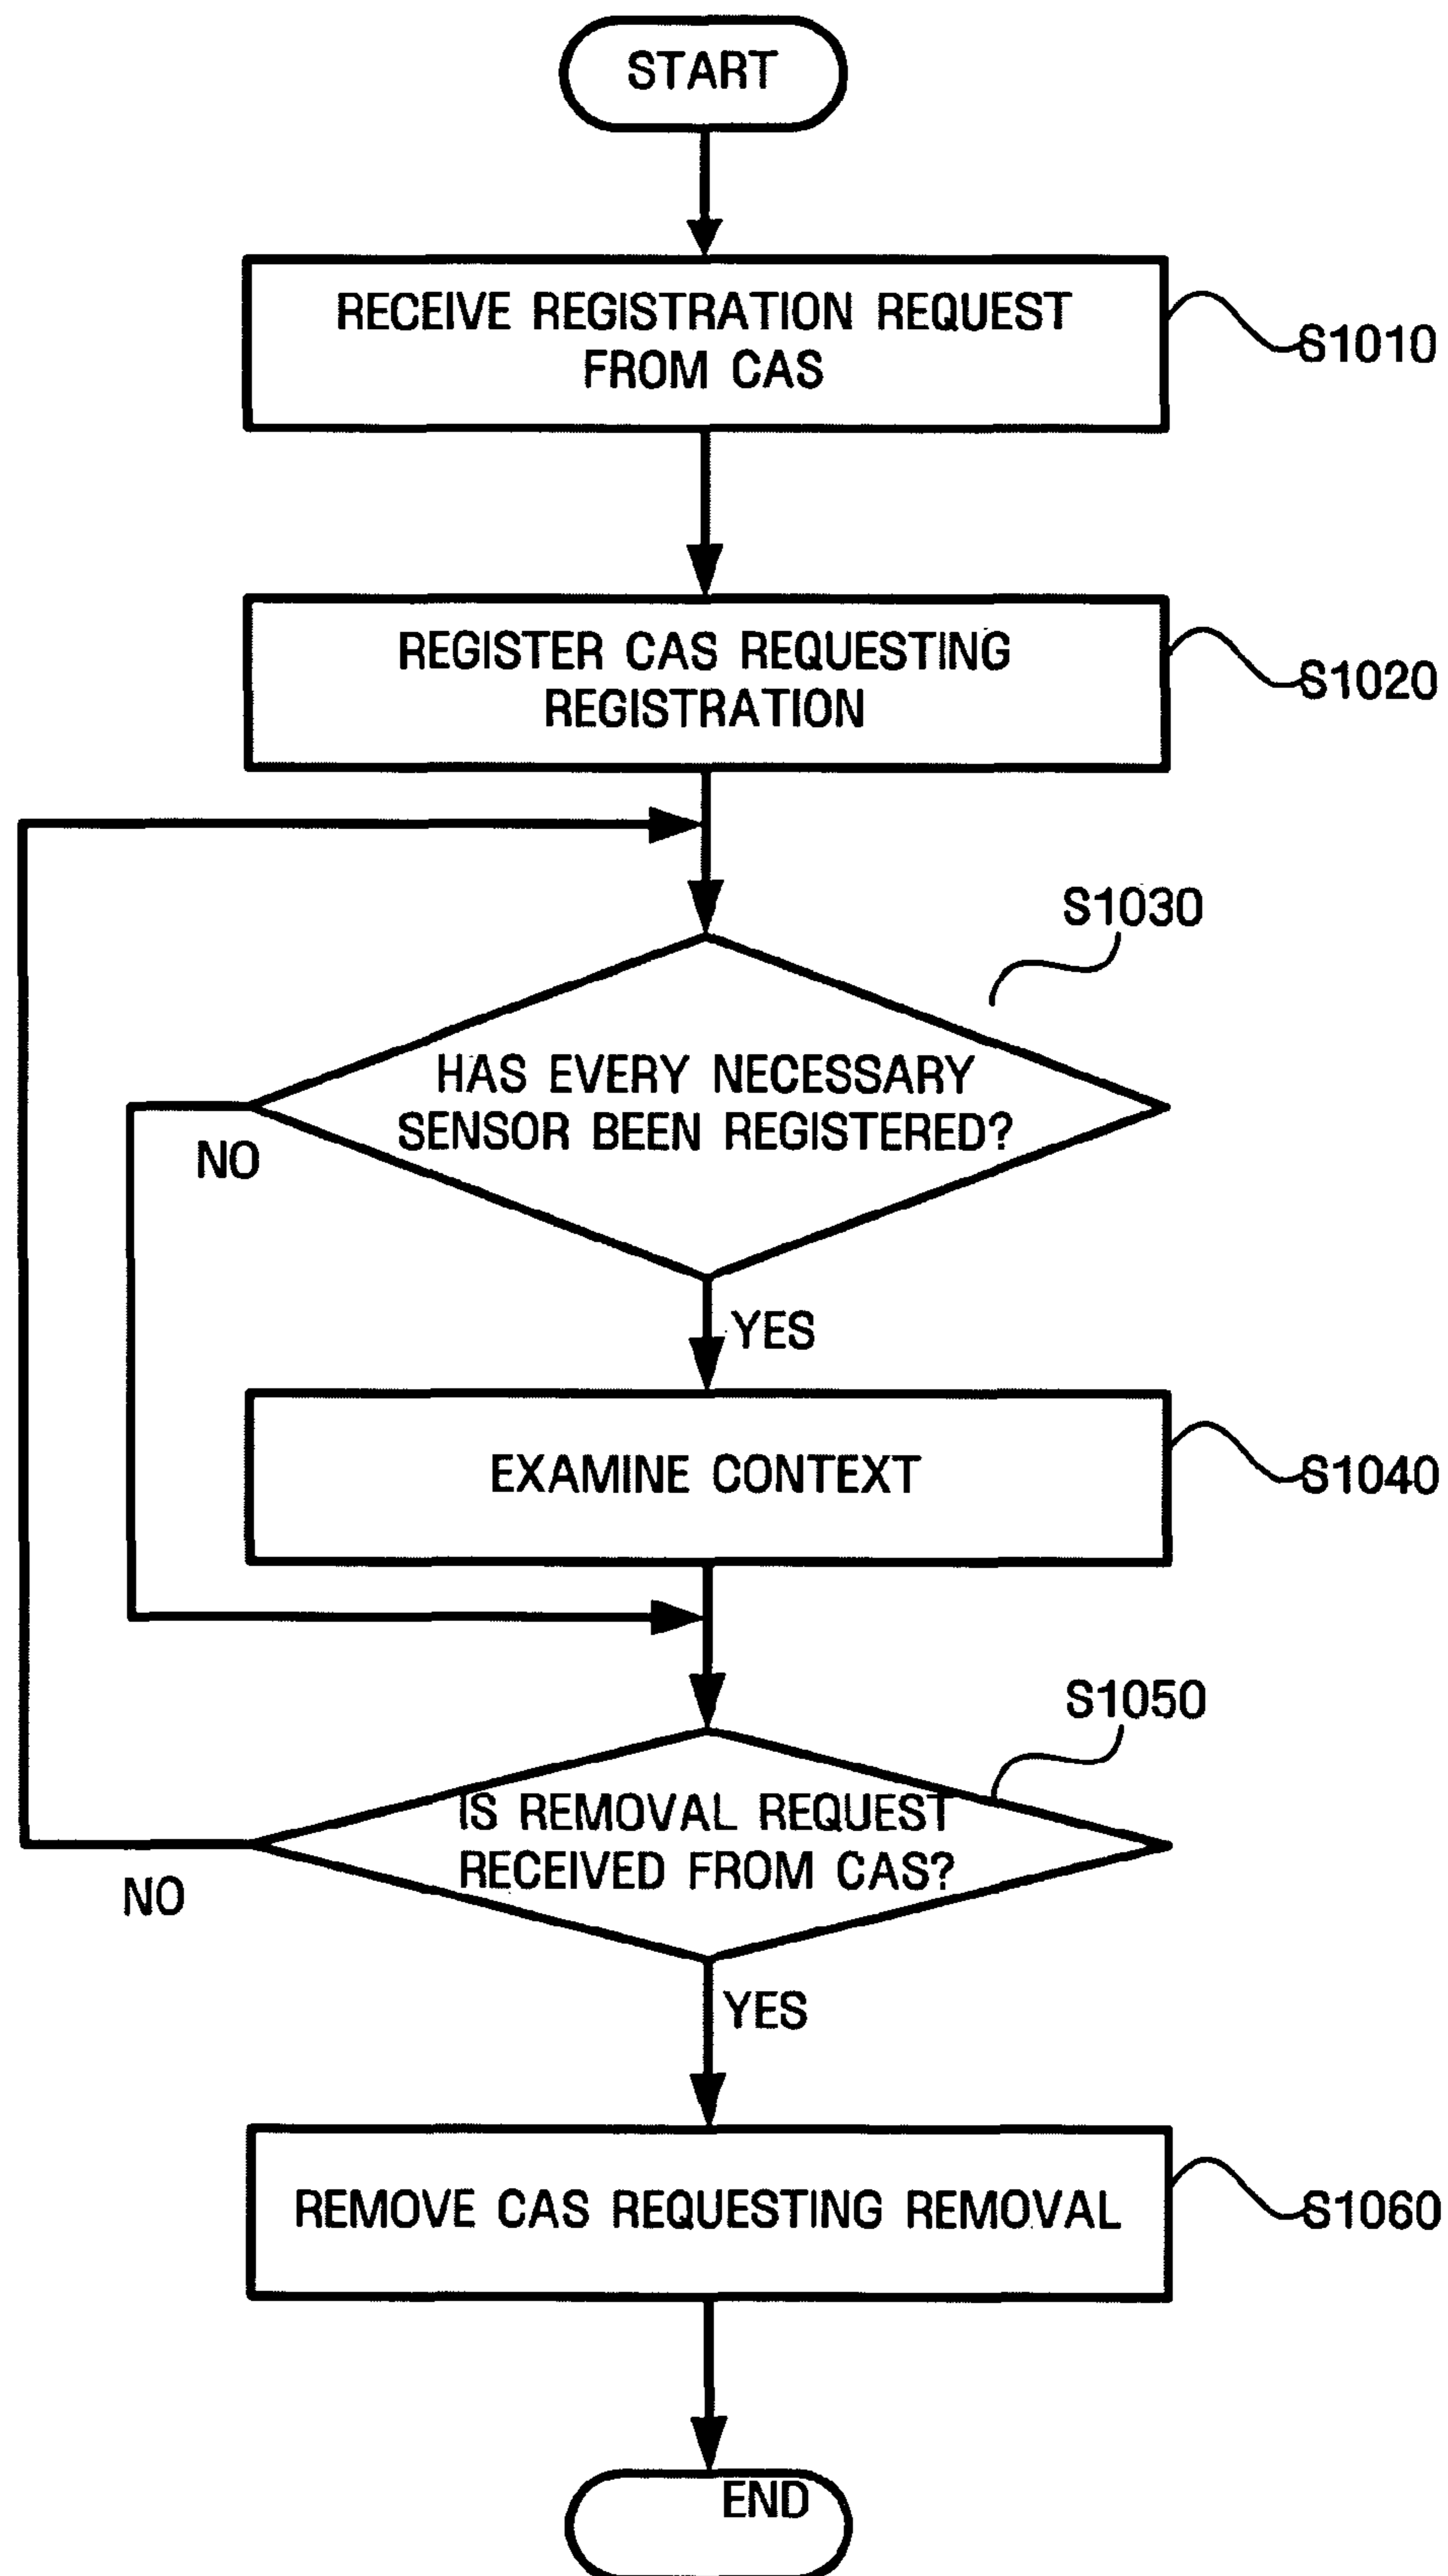 START
RECEIVE REGISTRATION REQUEST
FROM CAS
S1010
REGISTER CAS REQUESTING
REGISTRATION
S1020
S1030
HAS EVERY NECESSARY
SENSOR BEEN REGISTERED?
NO
YES
EXAMINE CONTEXT
S1040
S1050
IS REMOVAL REQUEST
RECEIVED FROM CAS?
NO
YES
REMOVE CAS REQUESTING REMOVAL
S1060
END